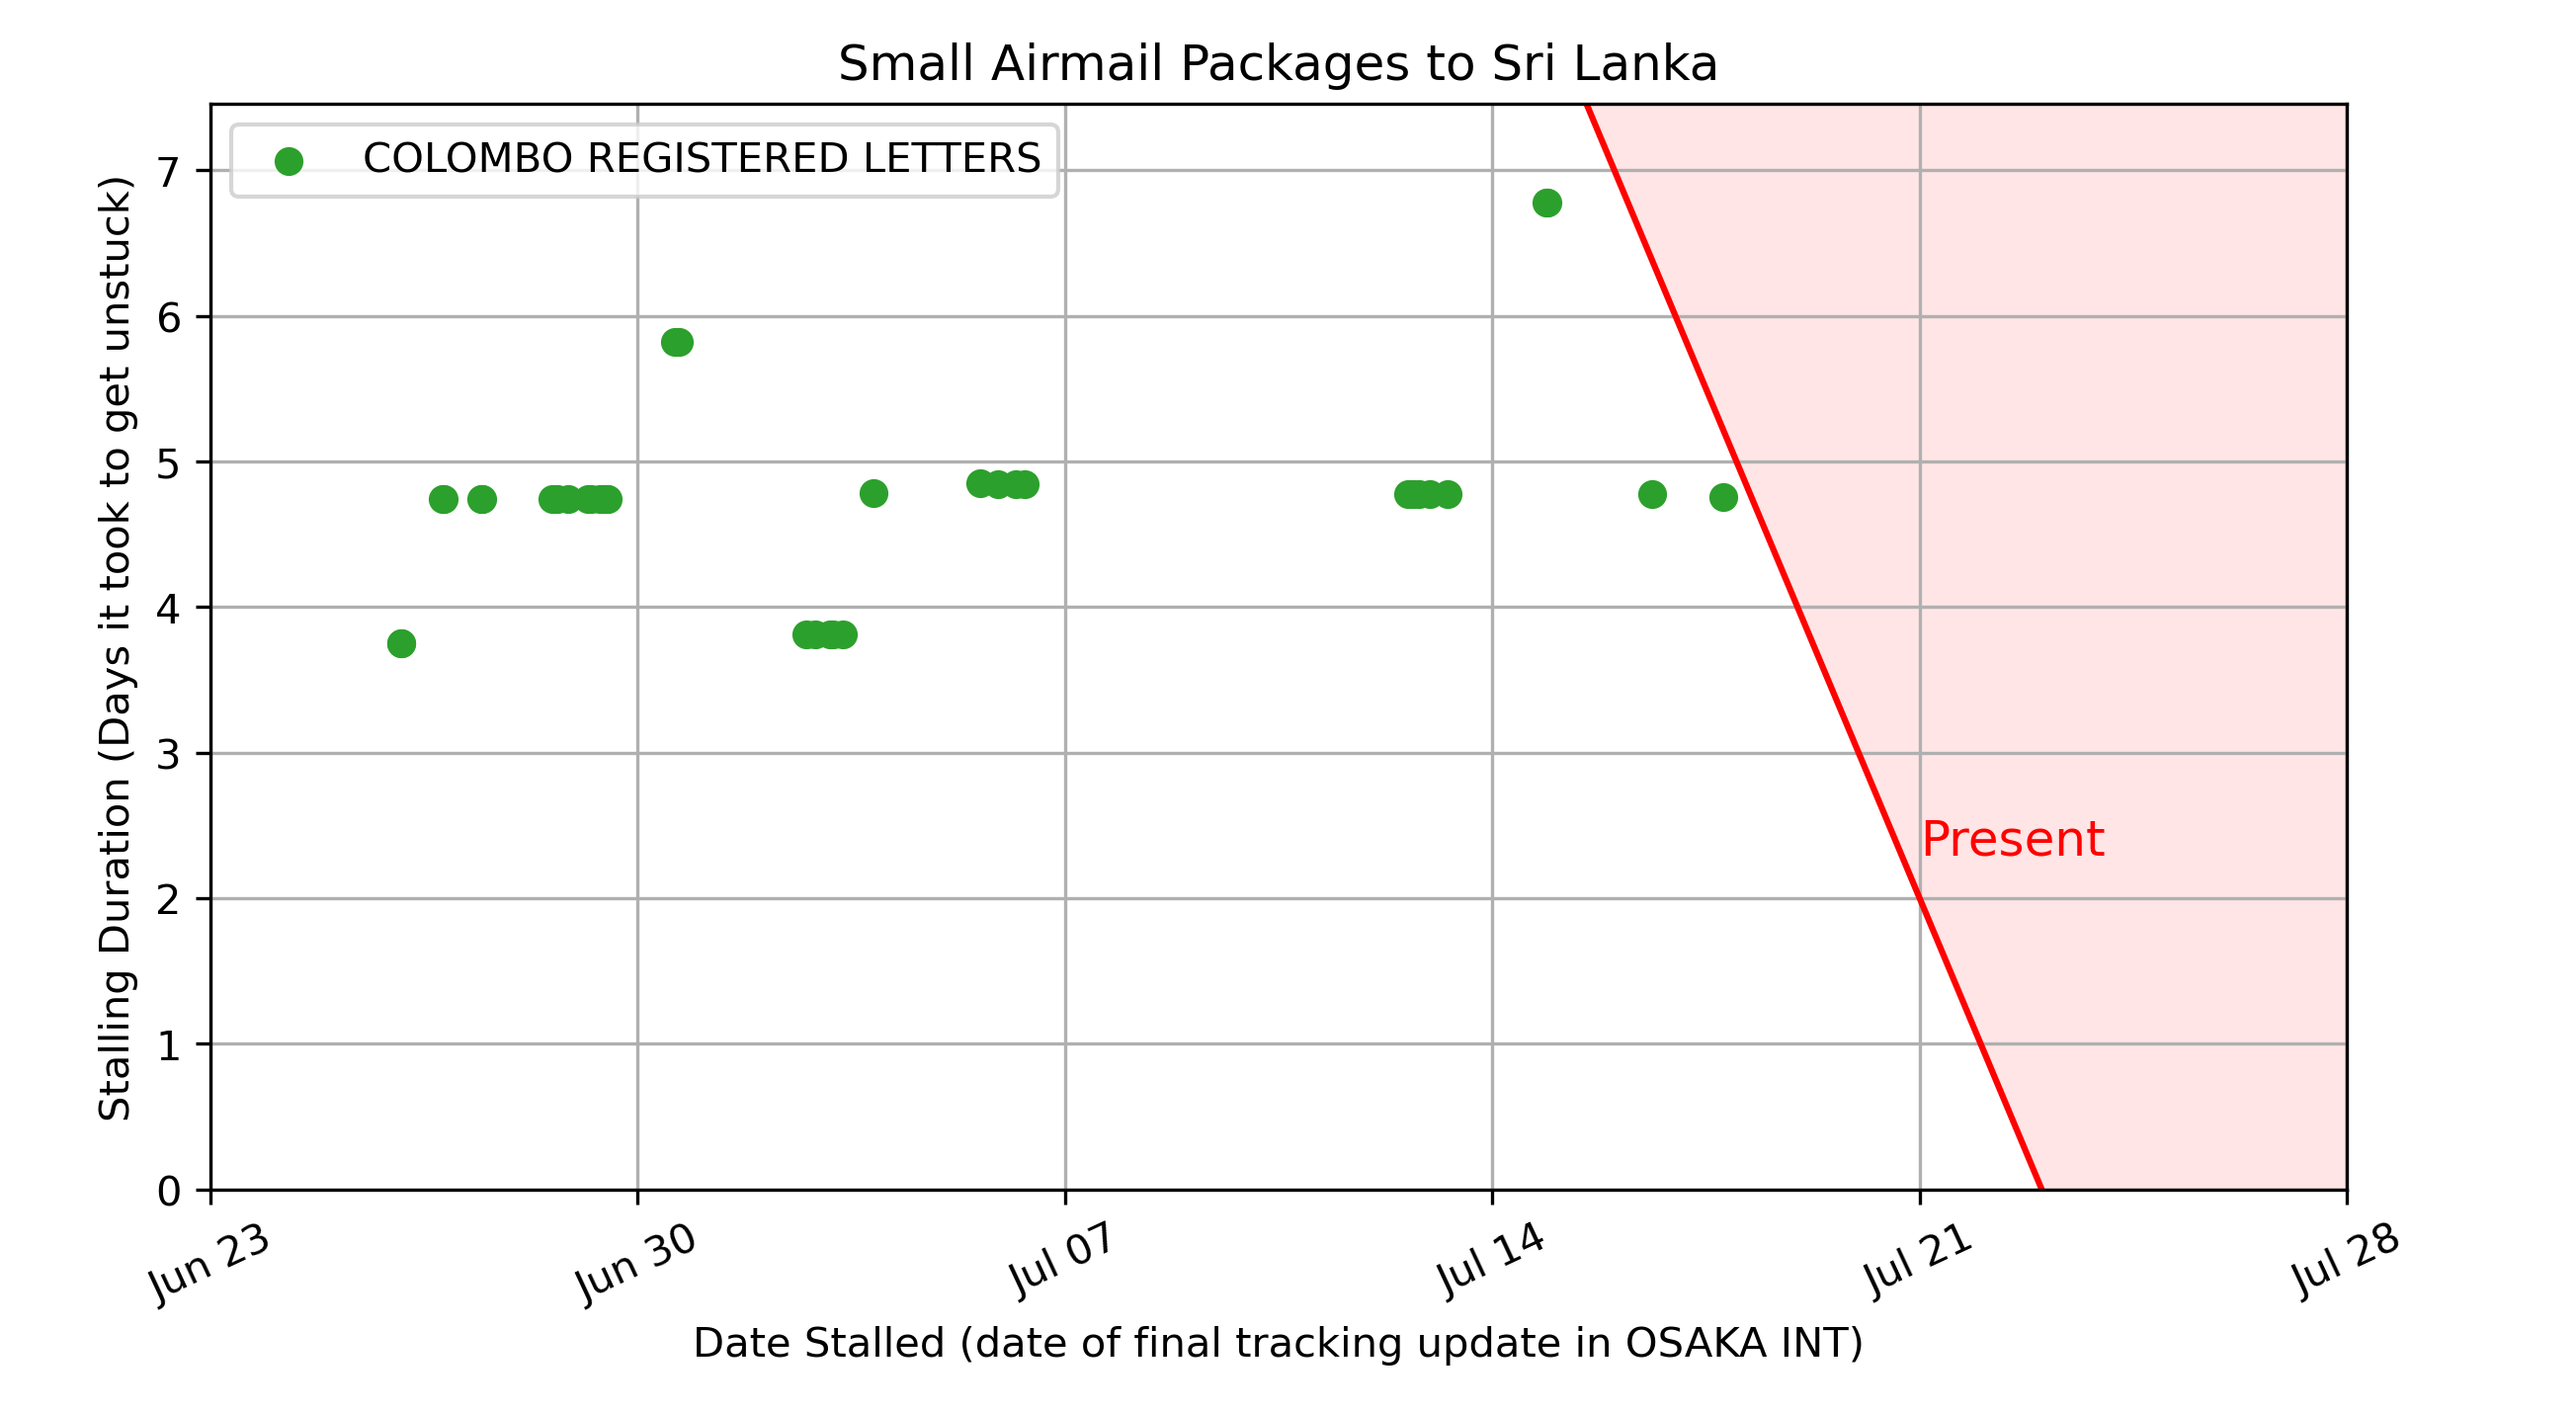 Small Airmail Packages to Sri Lanka
COLOMBO REGISTERED LETTERS
Stalling Duration (Days it took to get unstuck)
7
6
5
4
3
2
1
0
Present
Jun 23
Jun 30
Jul 07
Jul 14
Jul 21
Jul 28
Date Stalled (date of final tracking update in OSAKA INT)